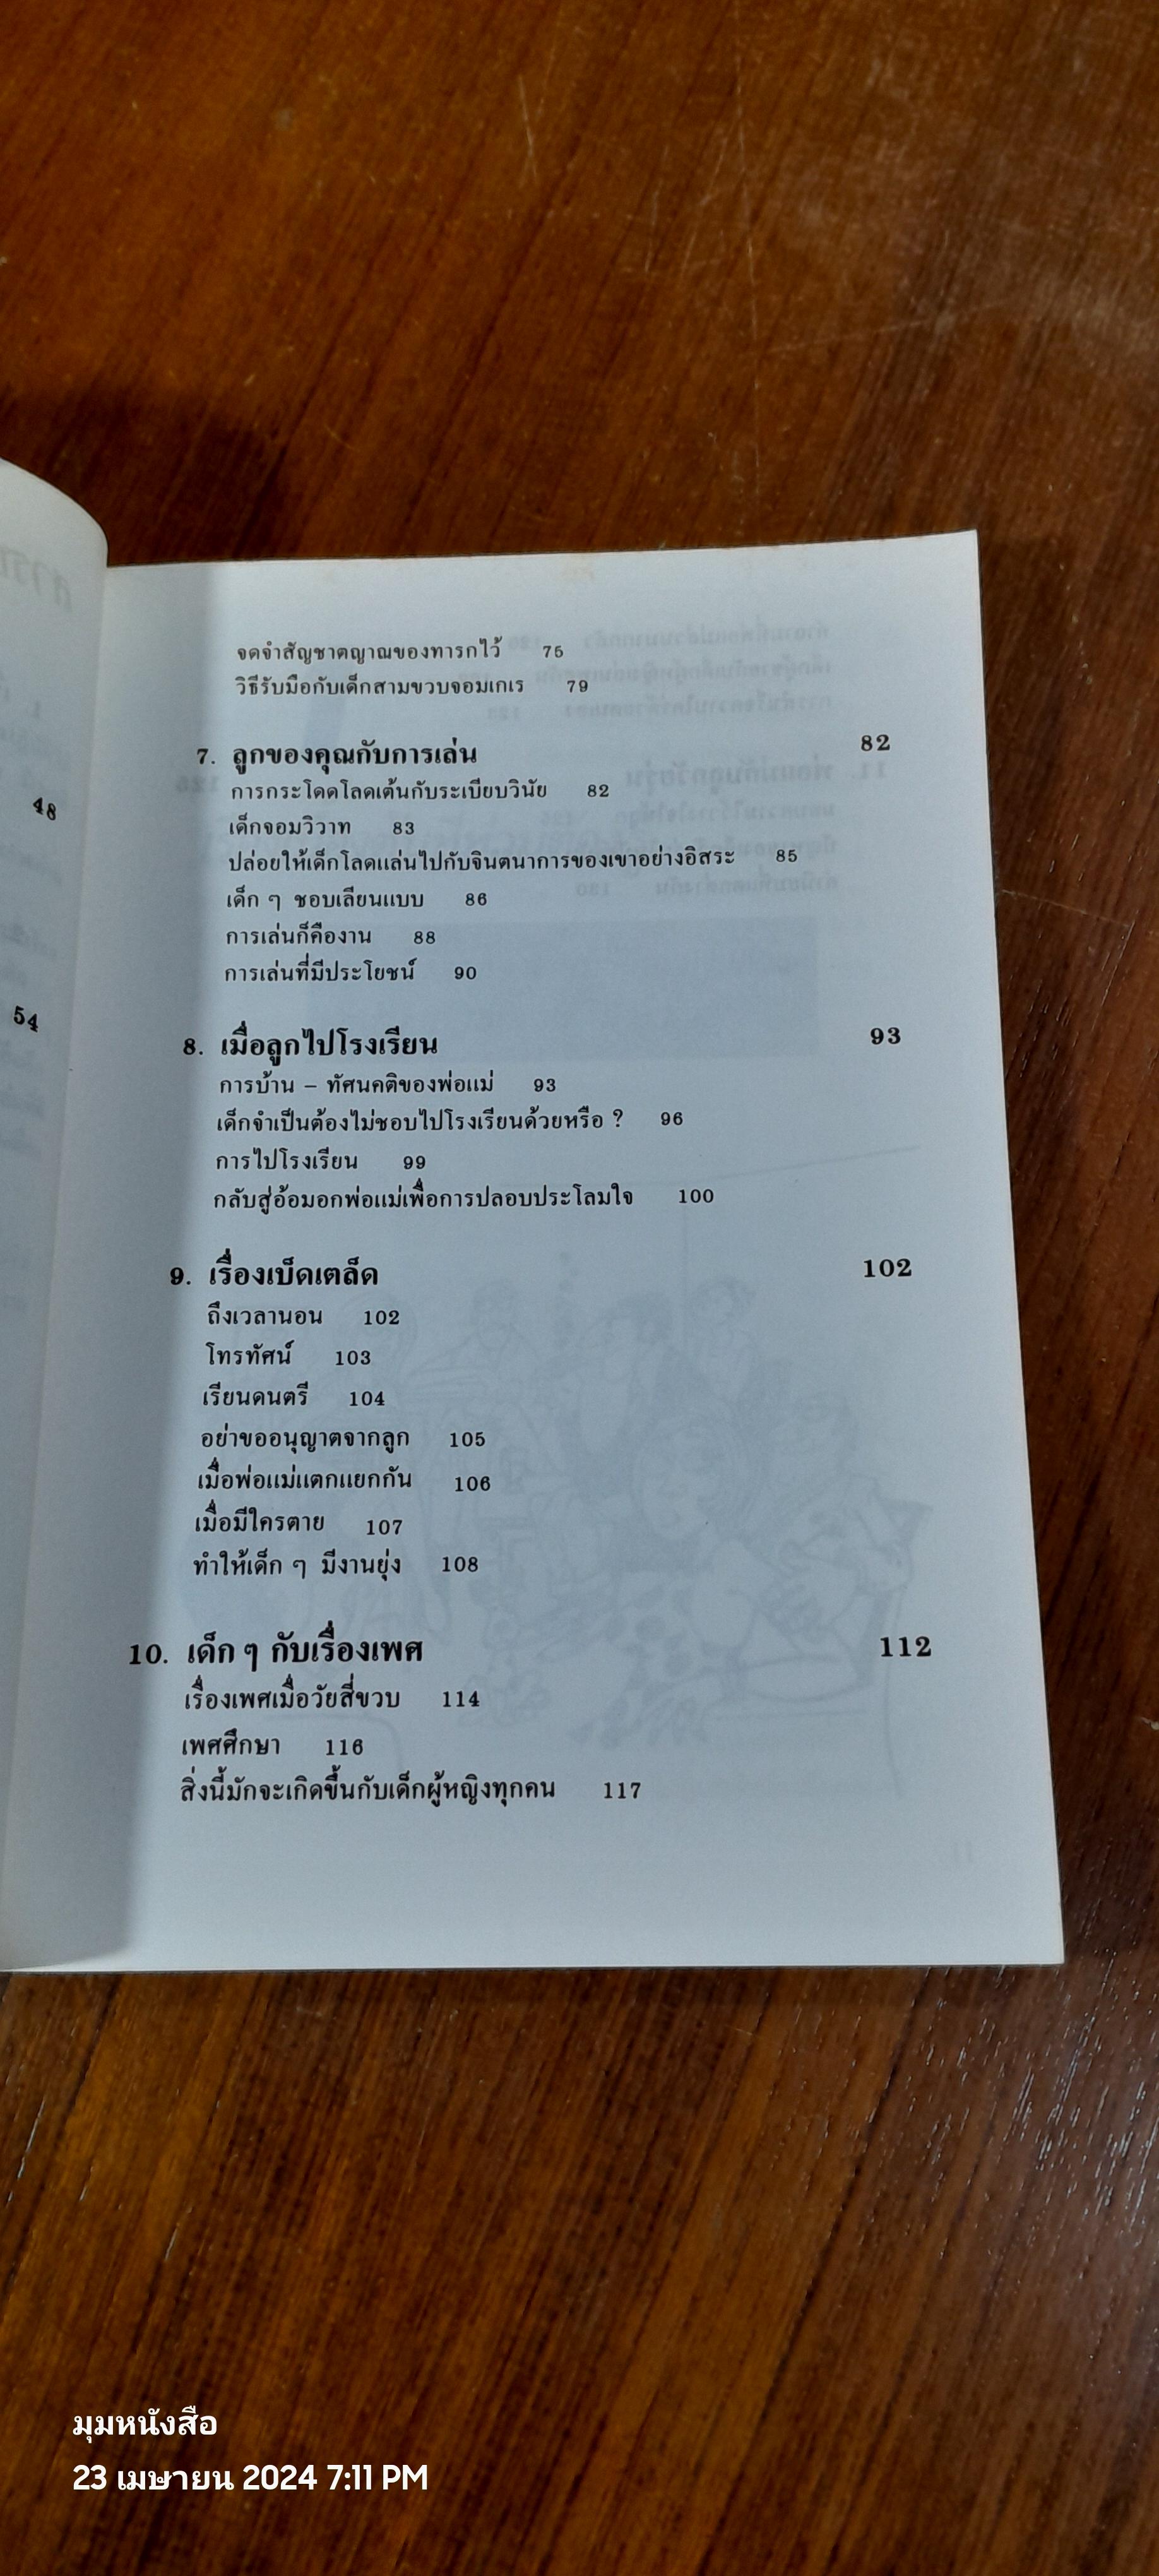 48
54
จดจำสัญชาตญาณของทารกไว้ 75
วิธีรับมือกับเด็กสามขวบจอมเกเร 79
7. ลูกของคุณกับการเล่น 82
การกระโดดโลดเต้นกับระเบียบวินัย 82
เด็กจอมวิวาท 83
ปล่อยให้เด็กโลดแล่นไปกับจินตนาการของเขาอย่างอิสระ 85
เด็ก ๆ ชอบเลียนแบบ 86
การเล่นก็คืองาน 88
การเล่นที่มีประโยชน์ 90
8. เมื่อลูกไปโรงเรียน 93
การบ้าน – ทัศนคติของพ่อแม่ 93
เด็กจำเป็นต้องไม่ชอบไปโรงเรียนด้วยหรือ ? 96
การไปโรงเรียน 99
กลับสู่อ้อมอกพ่อแม่เพื่อการปลอบประโลมใจ 100
9. เรื่องเบ็ดเตล็ด 102
ถึงเวลานอน 102
โทรทัศน์ 103
เรียนดนตรี 104
อย่าขออนุญาตจากลูก 105
เมื่อพ่อแม่แตกแยกกัน 106
เมื่อมีใครตาย 107
ทำให้เด็ก ๆ มีงานยุ่ง 108
10. เด็ก ๆ กับเรื่องเพศ 112
เรื่องเพศเมื่อวัยสี่ขวบ 114
เพศศึกษา 116
สิ่งนี้มักจะเกิดขึ้นกับเด็กผู้หญิงทุกคน 117
มุมหนังสือ
23 เมษายน 2024 7:11 PM